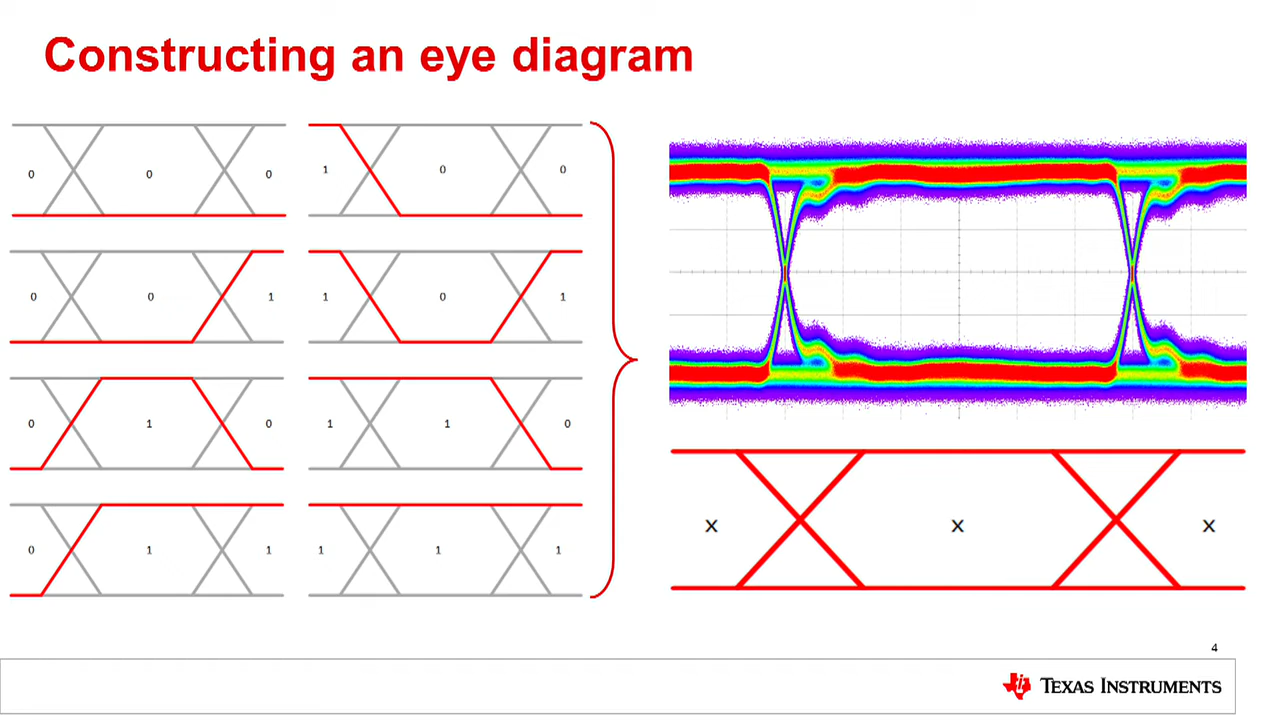 Constructing an eye diagram
0 0 0
1 0 0
0 0 1
1 0 1
0 1 0
1 1 0
0 1 1
1 1 1
x x x
4
TEXAS INSTRUMENTS